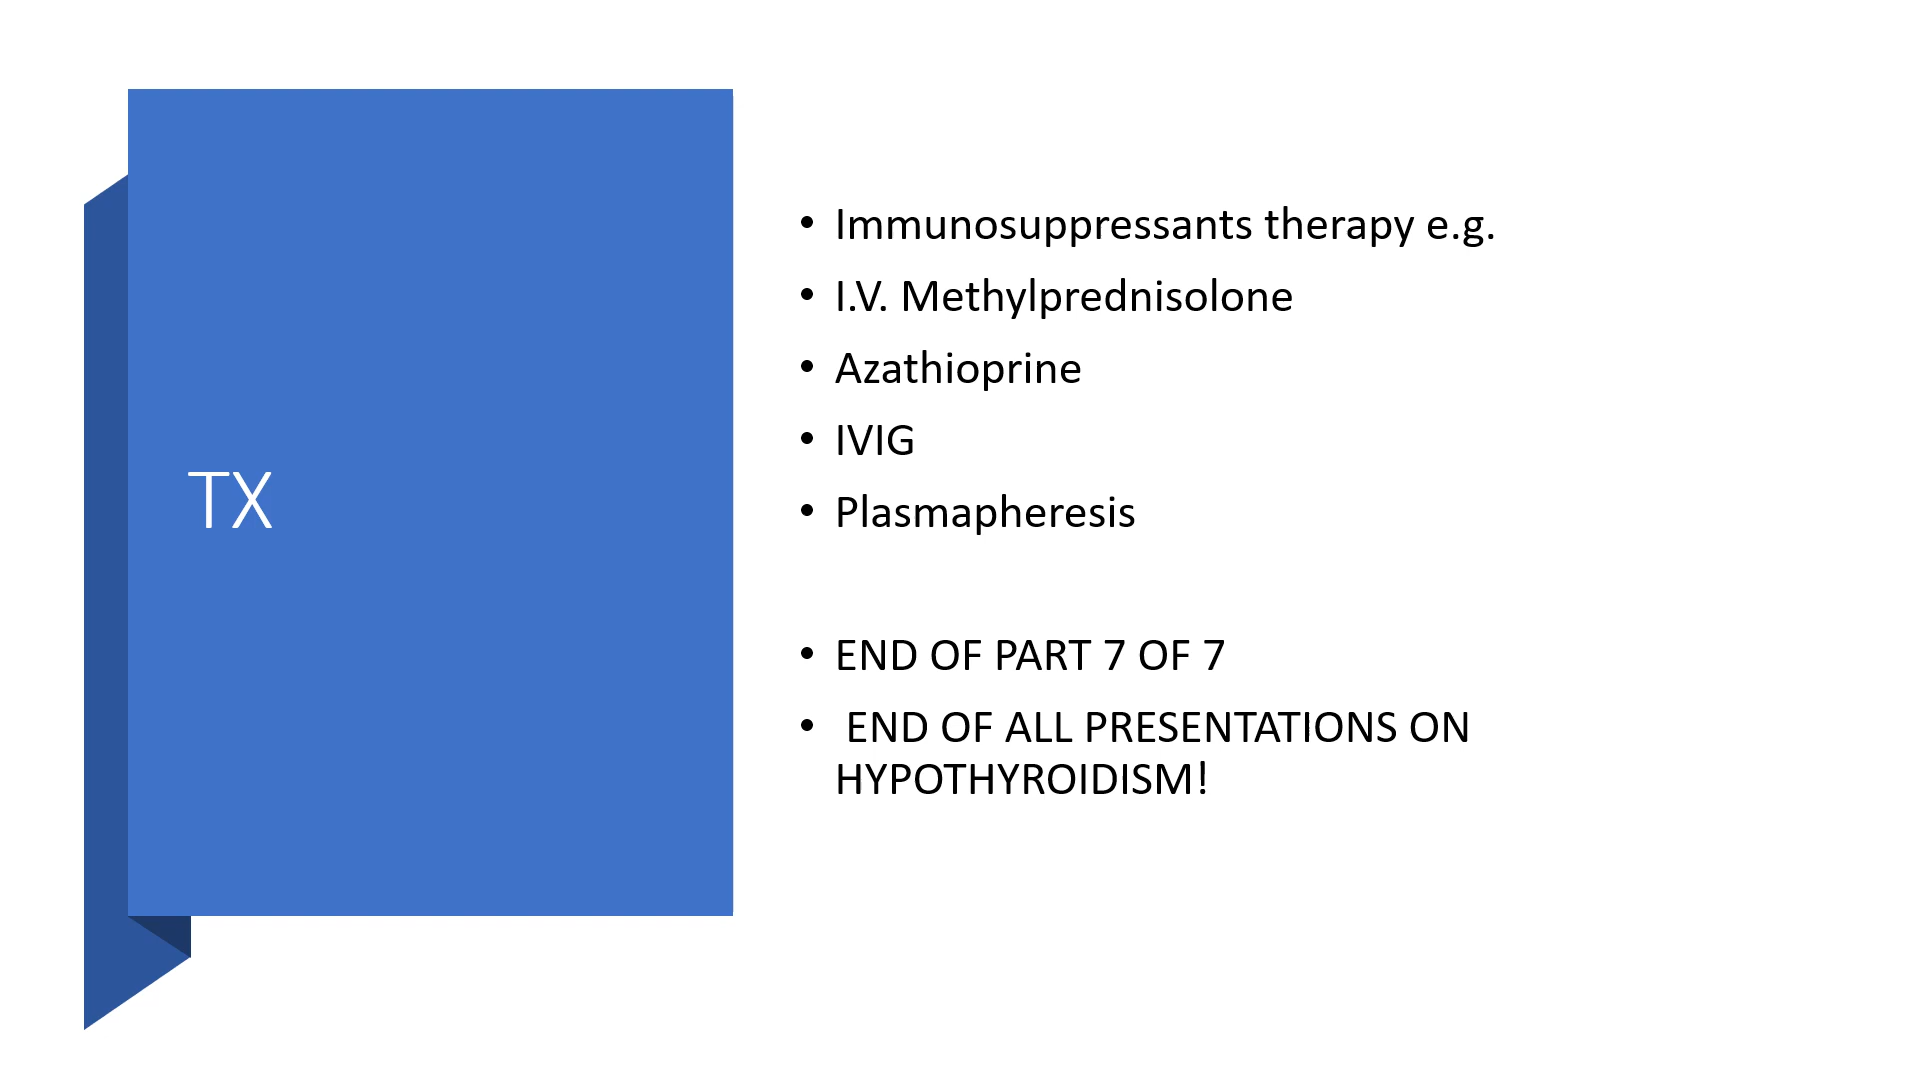 TX
• Immunosuppressants therapy e.g.
• I.V. Methylprednisolone
• Azathioprine
• IVIG
• Plasmapheresis
• END OF PART 7 OF 7
• END OF ALL PRESENTATIONS ON
HYPOTHYROIDISM!